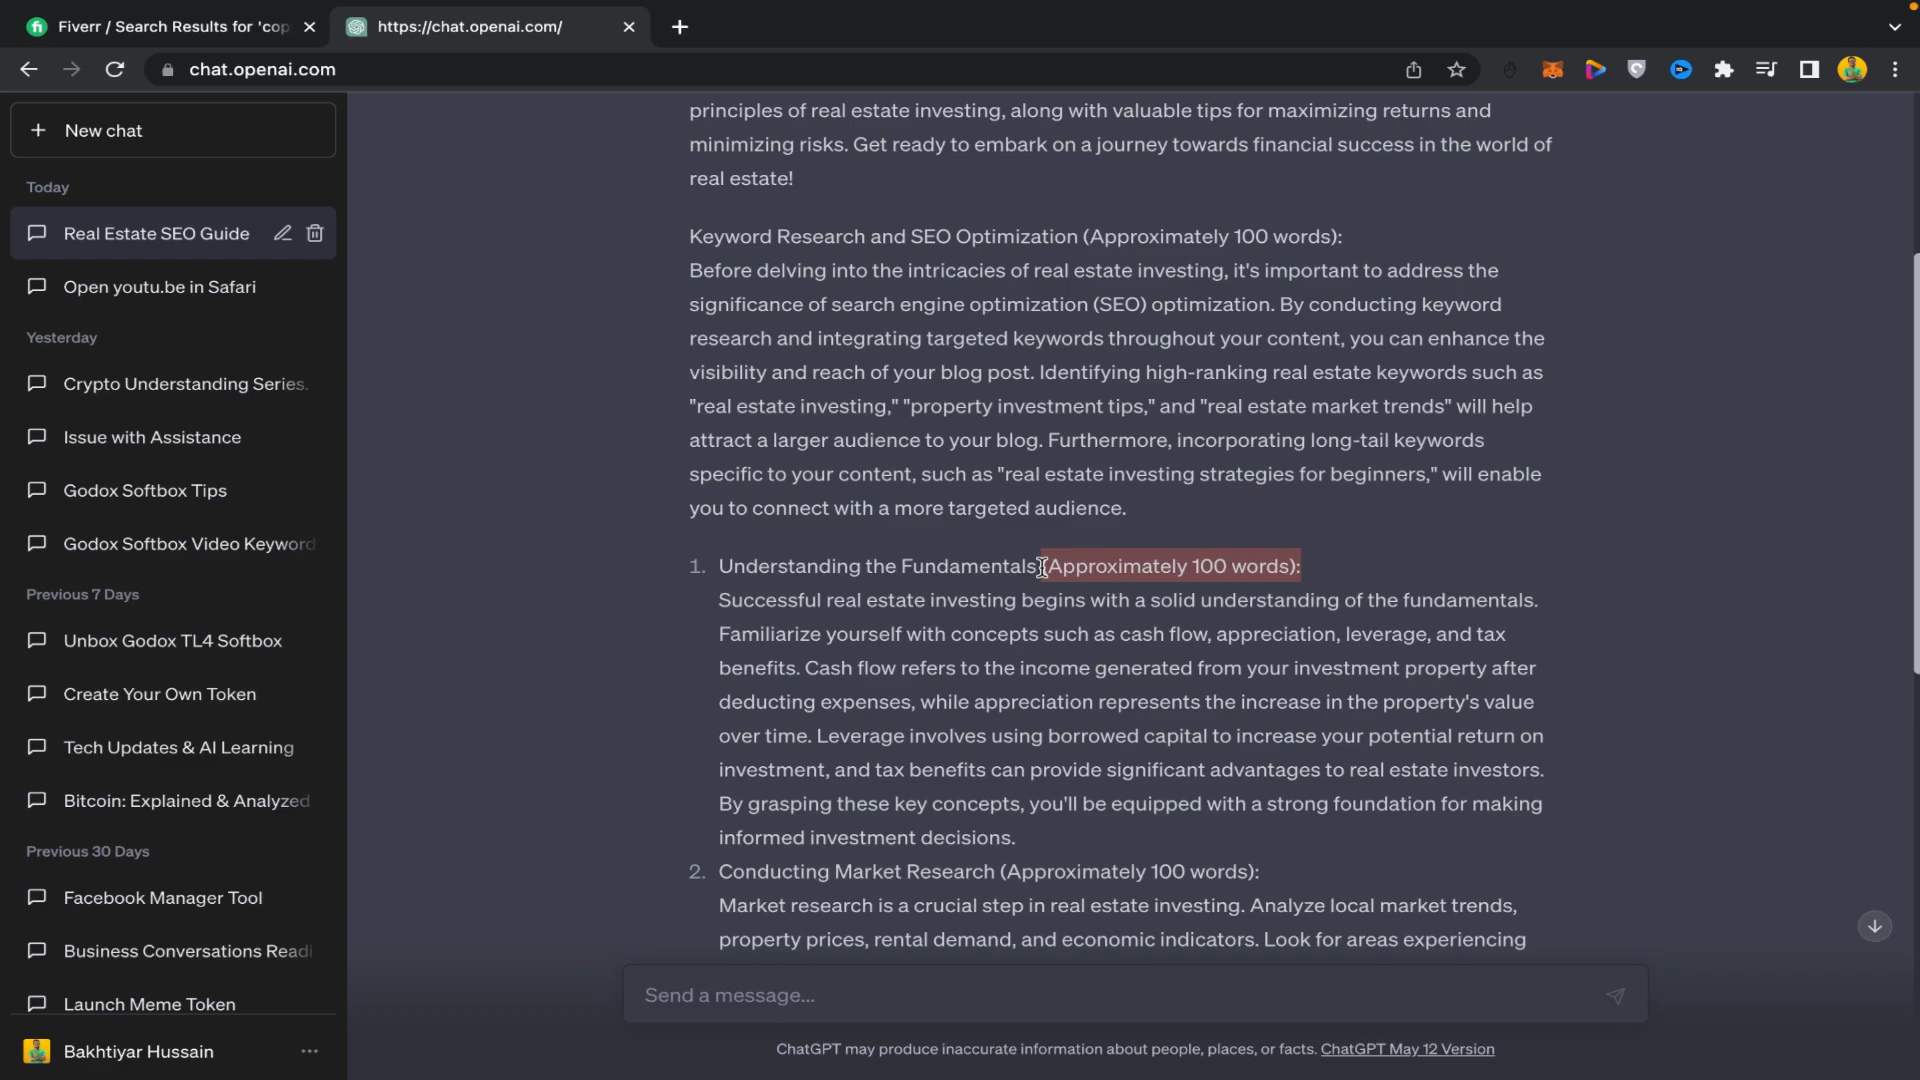 Fiverr / Search Results for 'cop
https://chat.openai.com/
chat.openai.com
New chat
Today
Real Estate SEO Guide
Open youtu.be in Safari
Yesterday
Crypto Understanding Series.
Issue with Assistance
Godox Softbox Tips
Godox Softbox Video Keyword
Previous 7 Days
Unbox Godox TL4 Softbox
Create Your Own Token
Tech Updates & AI Learning
Bitcoin: Explained & Analyzed
Previous 30 Days
Facebook Manager Tool
Business Conversations Readi
Launch Meme Token
Bakhtiyar Hussain
principles of real estate investing, along with valuable tips for maximizing returns and
minimizing risks. Get ready to embark on a journey towards financial success in the world of
real estate!
Keyword Research and SEO Optimization (Approximately 100 words):
Before delving into the intricacies of real estate investing, it's important to address the
significance of search engine optimization (SEO) optimization. By conducting keyword
research and integrating targeted keywords throughout your content, you can enhance the
visibility and reach of your blog post. Identifying high-ranking real estate keywords such as
"real estate investing," "property investment tips," and "real estate market trends" will help
attract a larger audience to your blog. Furthermore, incorporating long-tail keywords
specific to your content, such as "real estate investing strategies for beginners," will enable
you to connect with a more targeted audience.
1. Understanding the Fundamentals (Approximately 100 words):
Successful real estate investing begins with a solid understanding of the fundamentals.
Familiarize yourself with concepts such as cash flow, appreciation, leverage, and tax
benefits. Cash flow refers to the income generated from your investment property after
deducting expenses, while appreciation represents the increase in the property's value
over time. Leverage involves using borrowed capital to increase your potential return on
investment, and tax benefits can provide significant advantages to real estate investors.
By grasping these key concepts, you'll be equipped with a strong foundation for making
informed investment decisions.
2. Conducting Market Research (Approximately 100 words):
Market research is a crucial step in real estate investing. Analyze local market trends,
property prices, rental demand, and economic indicators. Look for areas experiencing
Send a message...
ChatGPT may produce inaccurate information about people, places, or facts. ChatGPT May 12 Version